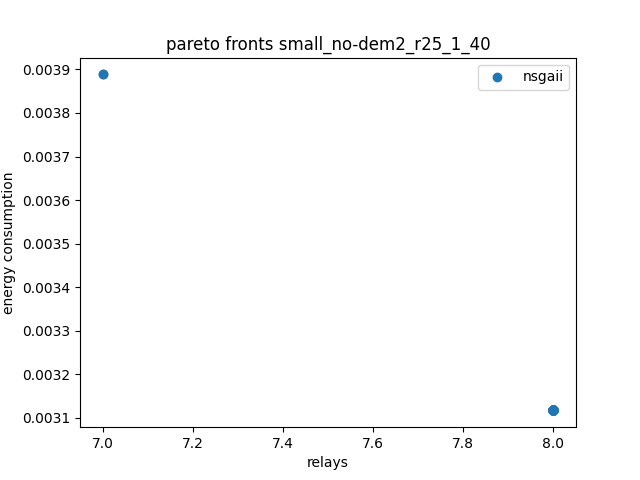 pareto fronts small_no-dem2_r25_1_40
nsgaii
0.0039
0.0038
0.0037
0.0036
0.0035
0.0034
0.0033
0.0032
0.0031
energy consumption
7.0 7.2 7.4 7.6 7.8 8.0
relays